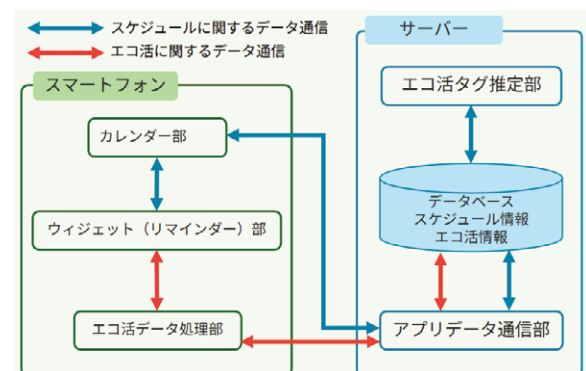 スケジュールに関するデータ通信
エコ活に関するデータ通信
スマートフォン
カレンダー部
ウィジェット（リマインダー）部
エコ活データ処理部
サーバー
エコ活タグ推定部
データベース
スケジュール情報
エコ活情報
アプリデータ通信部